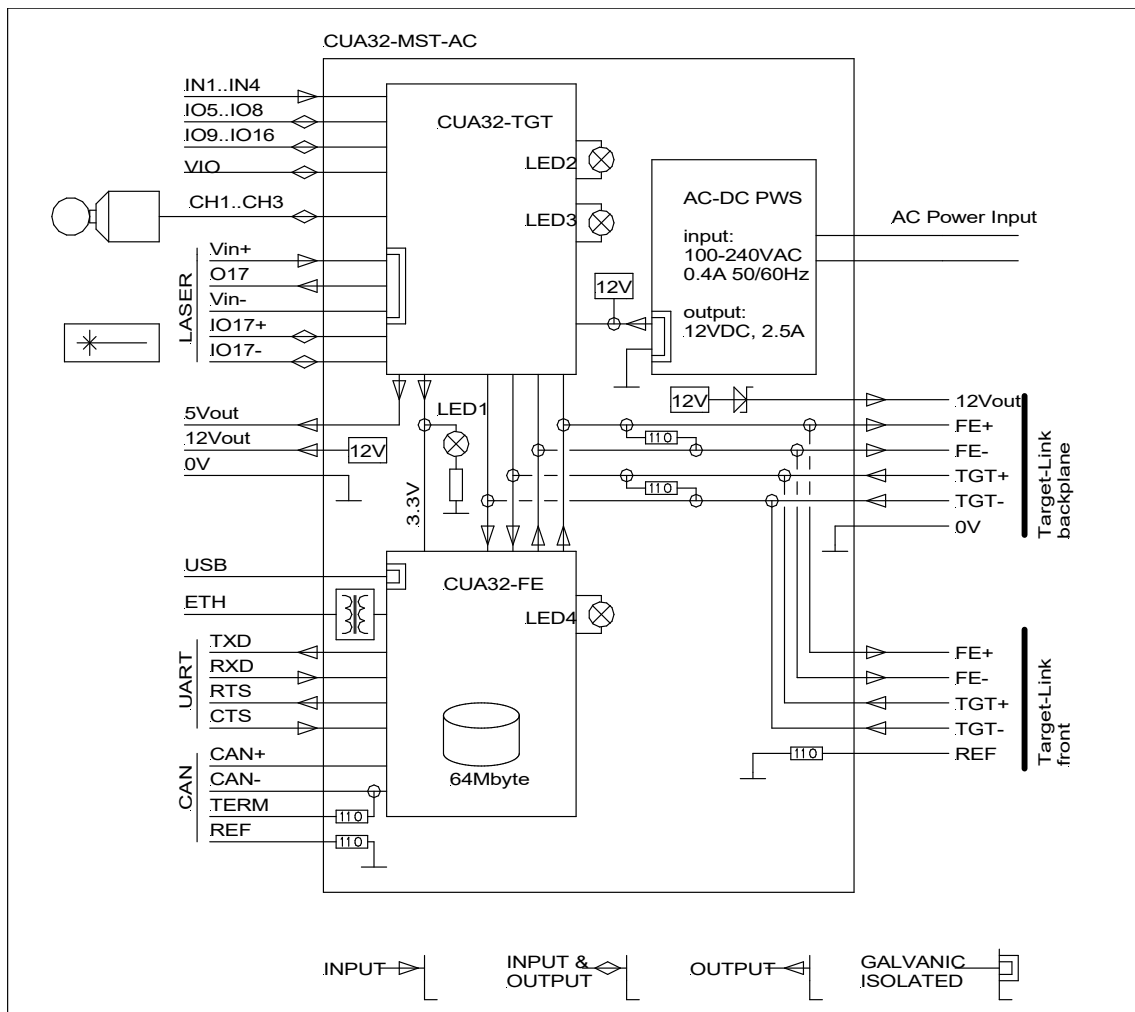 CUA32-MST-AC
IN1..IN4
IO5..IO8
IO9..IO16
VIO
CH1..CH3
LASER
Vin+
O17
Vin-
IO17+
IO17-
CUA32-TGT
LED2
LED3
AC-DC PWS
input:
100-240VAC
0.4A 50/60Hz
output:
12VDC, 2.5A
AC Power Input
12V
5Vout
12Vout
0V
12V
LED1
3.3V
12V
110
110
12Vout
FE+
FE-
TGT+
TGT-
0V
Target-Link
backplane
USB
ETH
UART
TXD
RXD
RTS
CTS
CAN
CAN+
CAN-
TERM
REF
110
110
CUA32-FE
LED4
64Mbyte
FE+
FE-
TGT+
TGT-
REF
110
Target-Link
front
INPUT
INPUT &
OUTPUT
OUTPUT
GALVANIC
ISOLATED